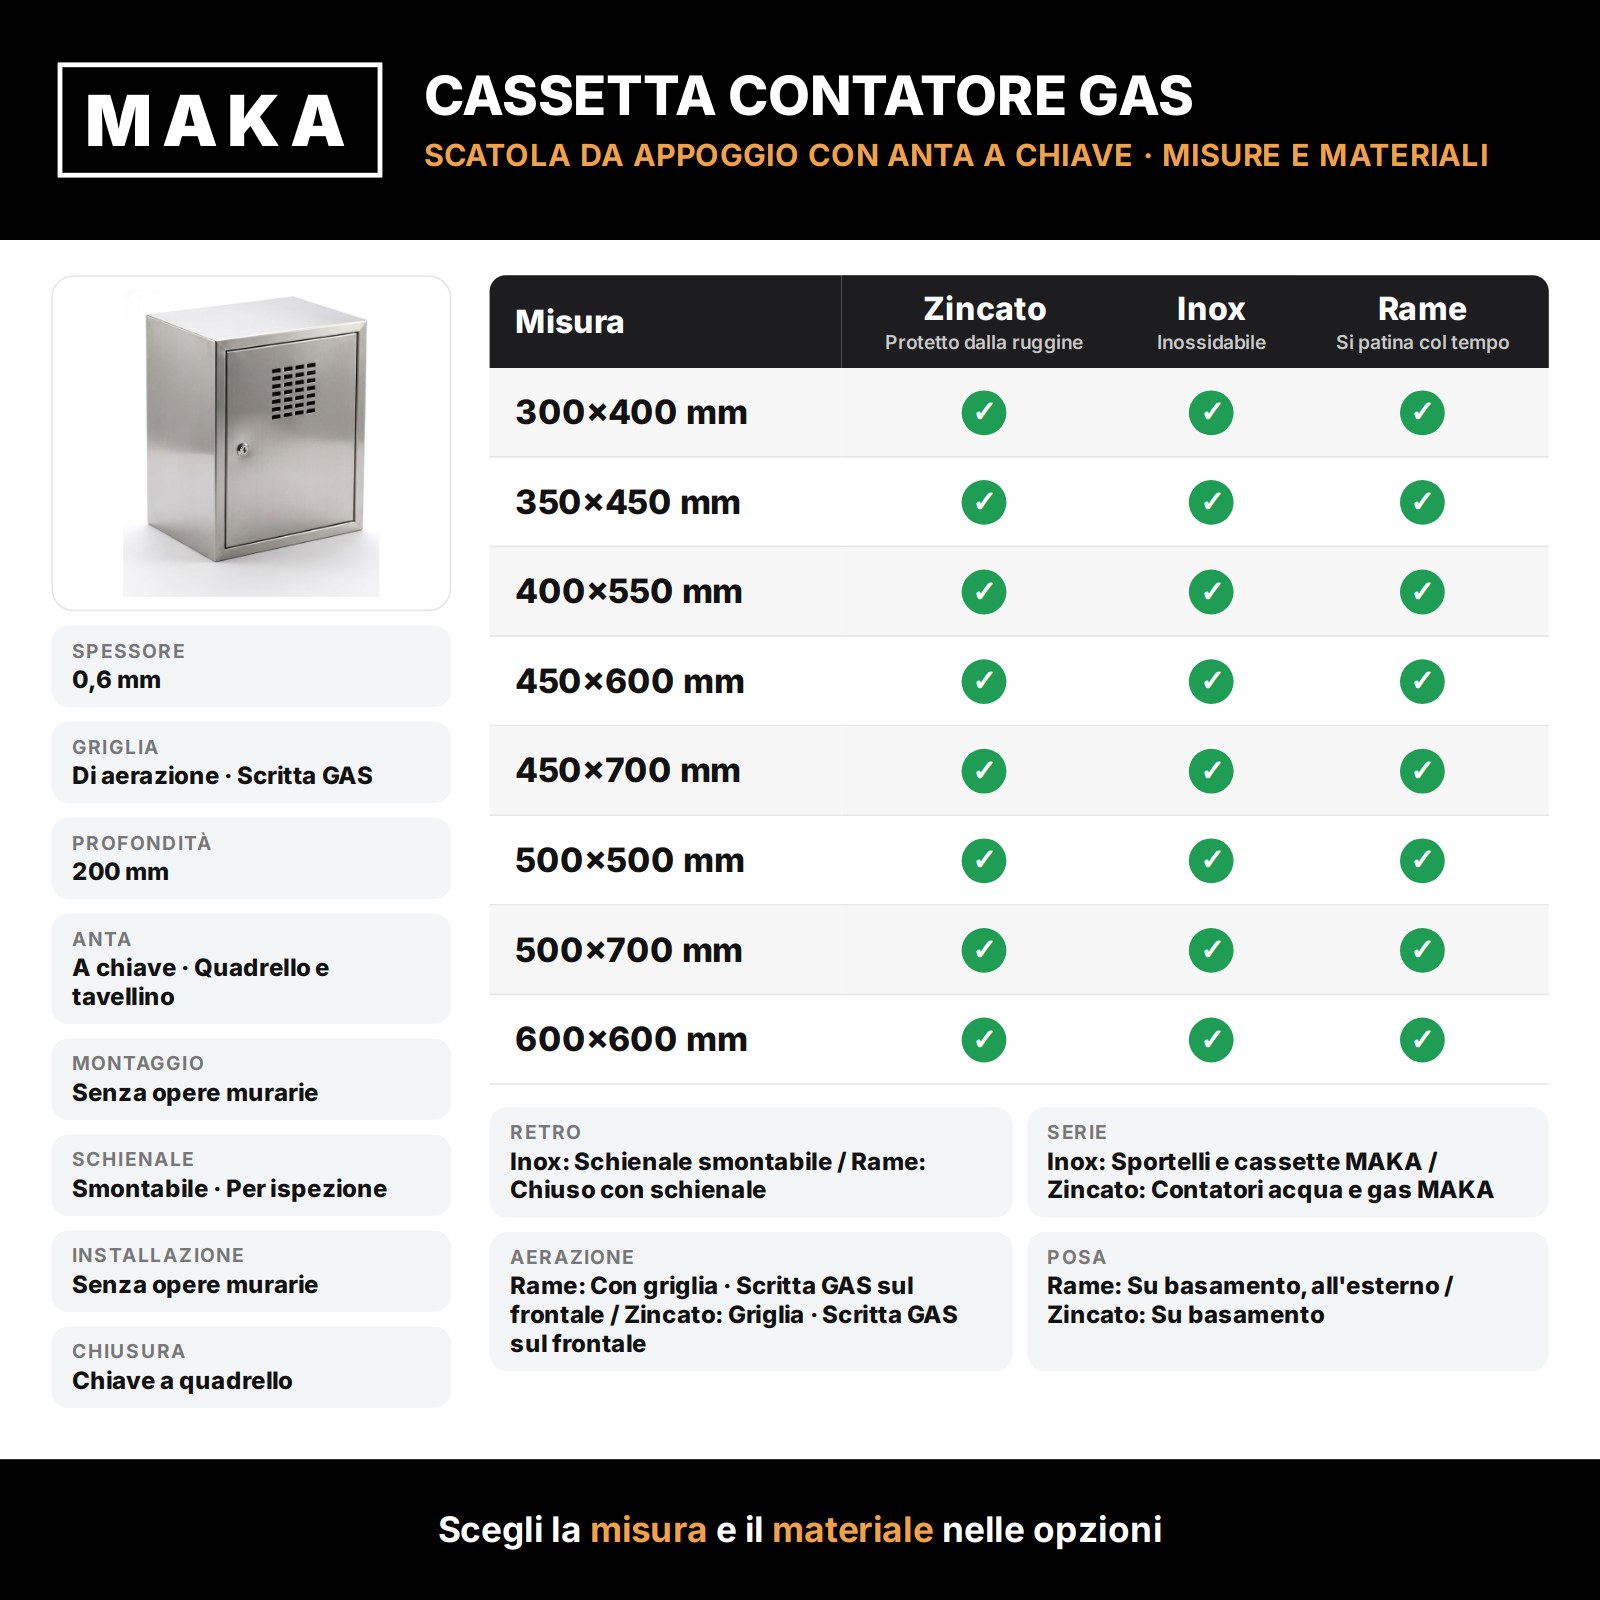 MAKA
CASSETTA CONTATORE GAS
SCATOLA DA APPOGGIO CON ANTA A CHIAVE · MISURE E MATERIALI
SPESSORE
0,6 mm
GRIGLIA
Di aerazione · Scritta GAS
PROFONDITÀ
200 mm
ANTA
A chiave · Quadrello e
tavellino
MONTAGGIO
Senza opere murarie
SCHIENALE
Smontabile · Per ispezione
INSTALLAZIONE
Senza opere murarie
CHIUSURA
Chiave a quadrello
Misura Zincato Inox Rame
Protetto dalla ruggine Inossidabile Si patina col tempo
300×400 mm ✓ ✓ ✓
350×450 mm ✓ ✓ ✓
400×550 mm ✓ ✓ ✓
450×600 mm ✓ ✓ ✓
450×700 mm ✓ ✓ ✓
500×500 mm ✓ ✓ ✓
500×700 mm ✓ ✓ ✓
600×600 mm ✓ ✓ ✓
RETRO
Inox: Schienale smontabile / Rame:
Chiuso con schienale
SERIE
Inox: Sportelli e cassette MAKA /
Zincato: Contatori acqua e gas MAKA
AERAZIONE
Rame: Con griglia · Scritta GAS sul
frontale / Zincato: Griglia · Scritta GAS
sul frontale
POSA
Rame: Su basamento, all'esterno /
Zincato: Su basamento
Scegli la misura e il materiale nelle opzioni